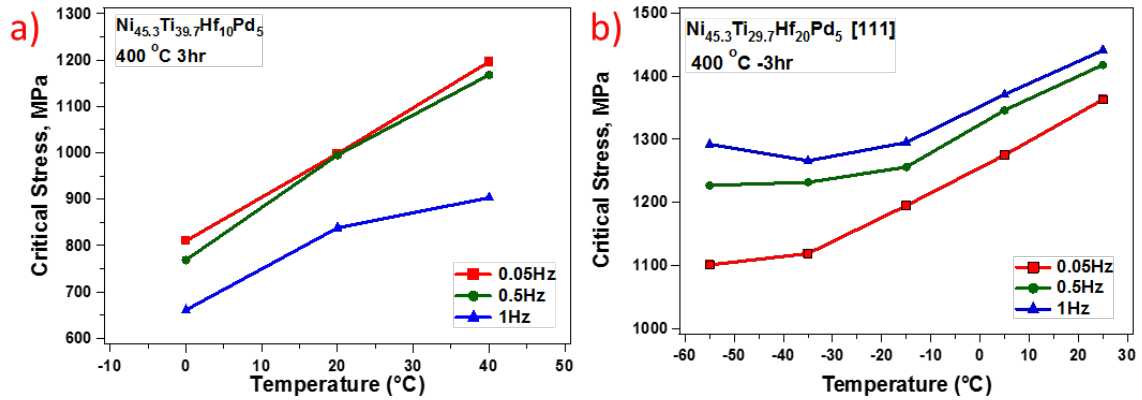 a)
Ni45.3Ti39.7Hf10Pd5
400 °C 3hr
Critical Stress, MPa
1300
1200
1100
1000
900
800
700
600
-10 0 10 20 30 40 50
Temperature (°C)
0.05Hz
0.5Hz
1Hz
b)
Ni45.3Ti29.7Hf20Pd5 [111]
400 °C -3hr
Critical Stress, MPa
1500
1400
1300
1200
1100
1000
-60 -50 -40 -30 -20 -10 0 10 20 30
Temperature (°C)
0.05Hz
0.5Hz
1Hz